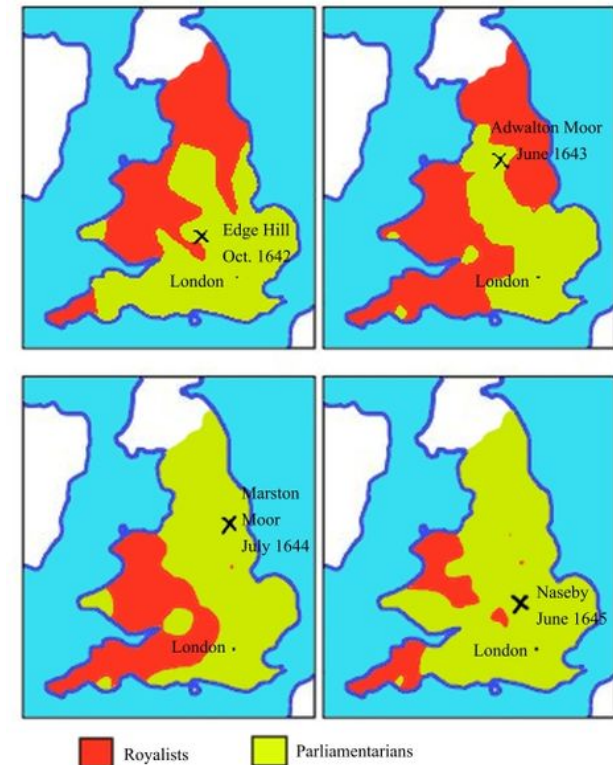 Edge Hill
Oct. 1642
London
Adwalton Moor
June 1643
London
Marston
Moor
July 1644
London
Naseby
June 1645
London
Royalists
Parliamentarians